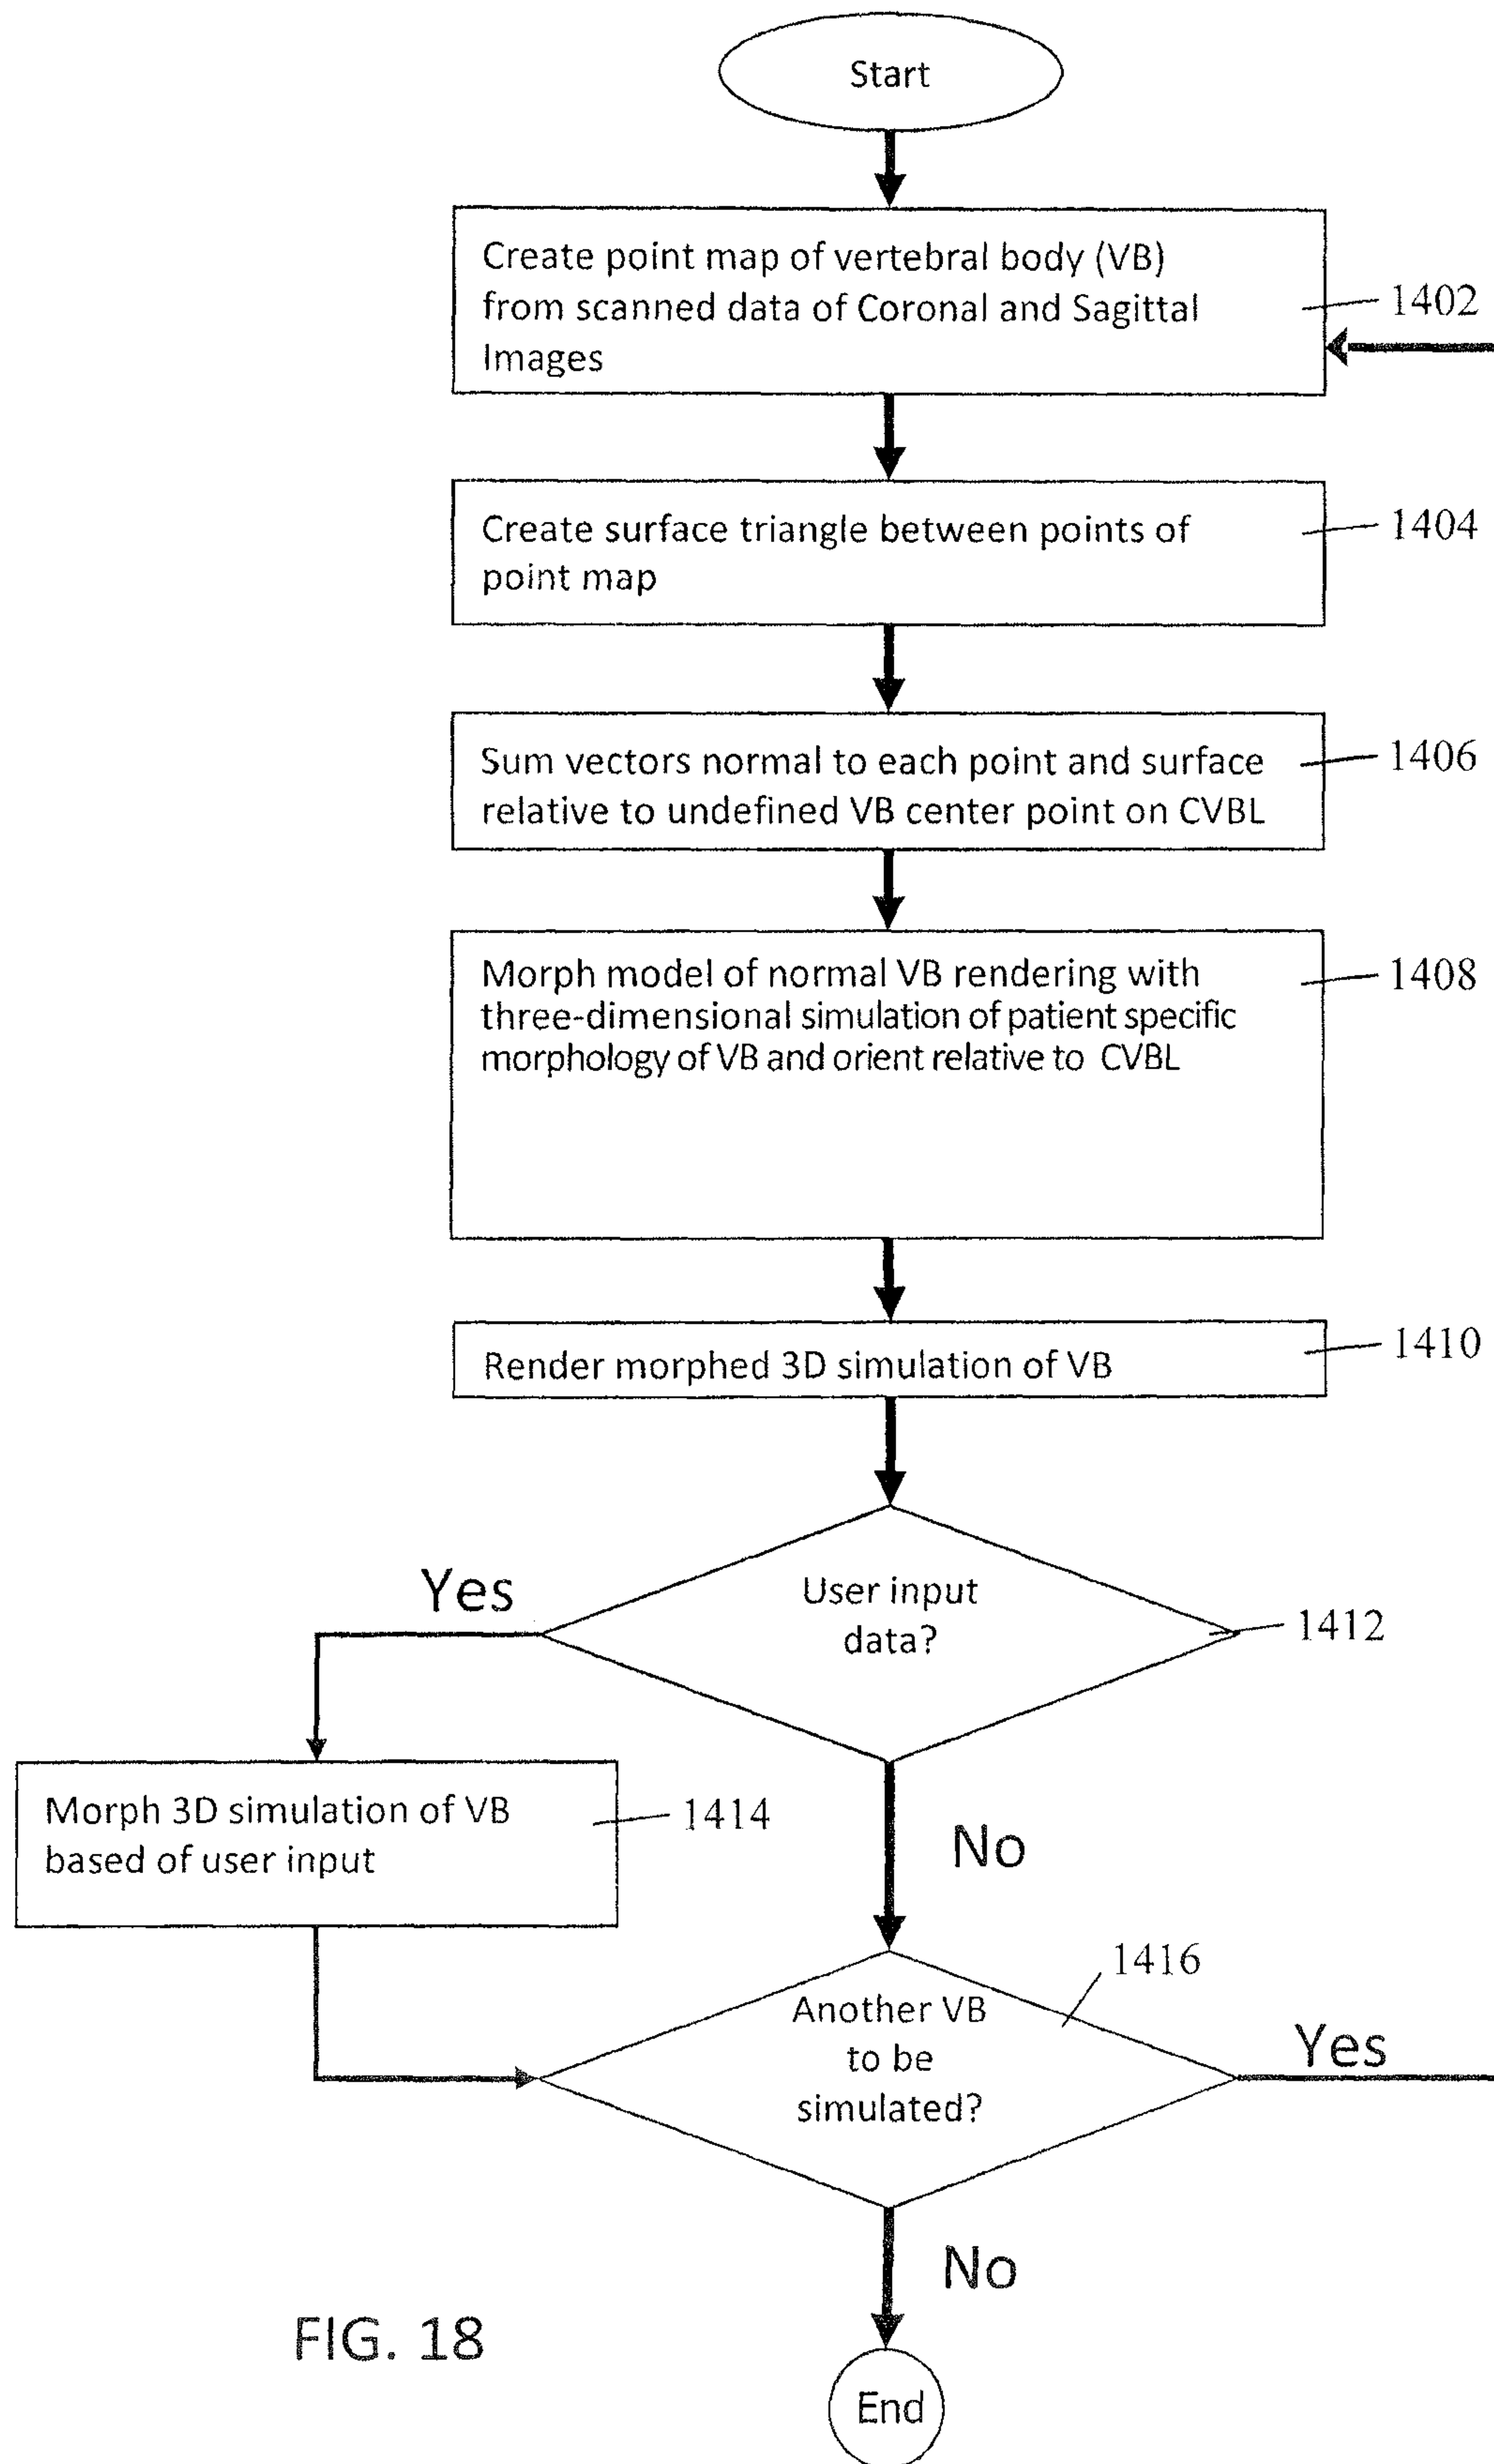 Start
Create point map of vertebral body (VB)
from scanned data of Coronal and Sagittal
Images
1402
Create surface triangle between points of
point map
1404
Sum vectors normal to each point and surface
relative to undefined VB center point on CVBL
1406
Morph model of normal VB rendering with
three-dimensional simulation of patient specific
morphology of VB and orient relative to CVBL
1408
Render morphed 3D simulation of VB
1410
Yes
User input
data?
1412
Morph 3D simulation of VB
based of user input
1414
No
1416
Another VB
to be
simulated?
Yes
No
FIG. 18
End